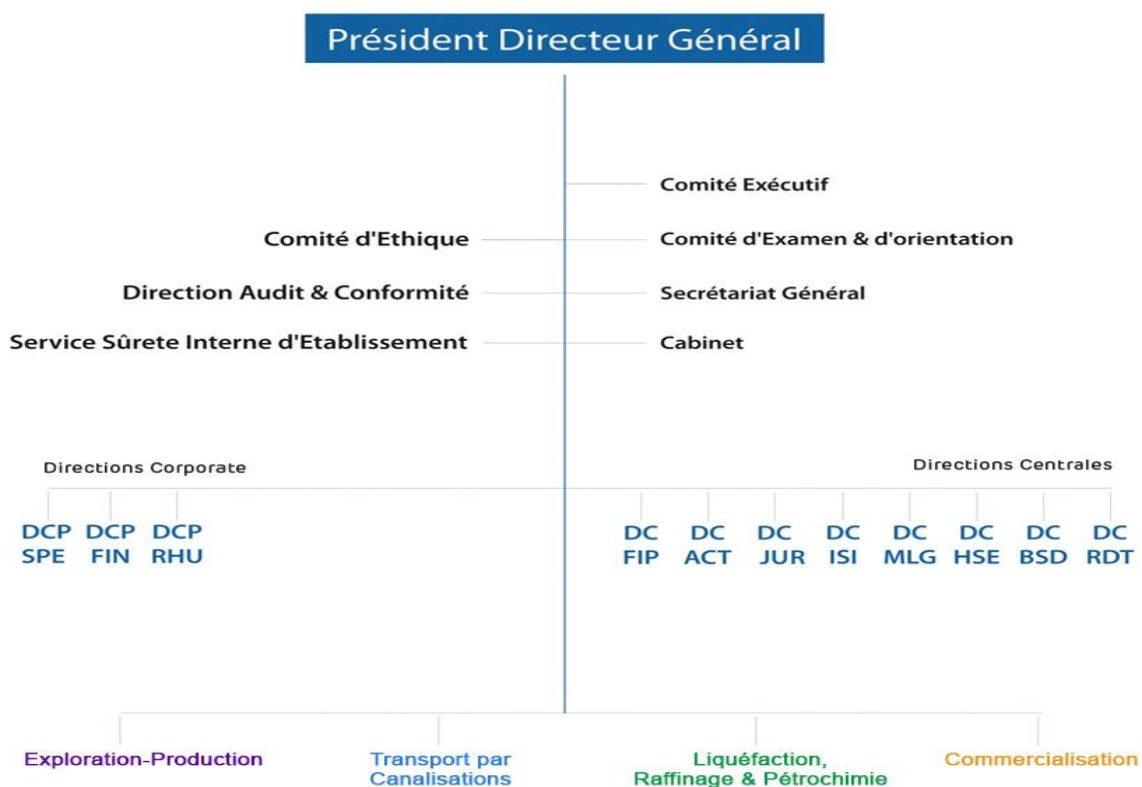 Président Directeur Général
Comité Exécutif
Comité d'Ethique
Comité d'Examen & d'orientation
Direction Audit & Conformité
Secrétariat Général
Service Sûrete Interne d'Etablissement
Cabinet
Directions Corporate
Directions Centrales
DCP SPE
DCP FIN
DCP RHU
DC FIP
DC ACT
DC JUR
DC ISI
DC MLG
DC HSE
DC BSD
DC RDT
Exploration-Production
Transport par
Canalisations
Liquéfaction,
Raffinage & Pétrochimie
Commercialisation